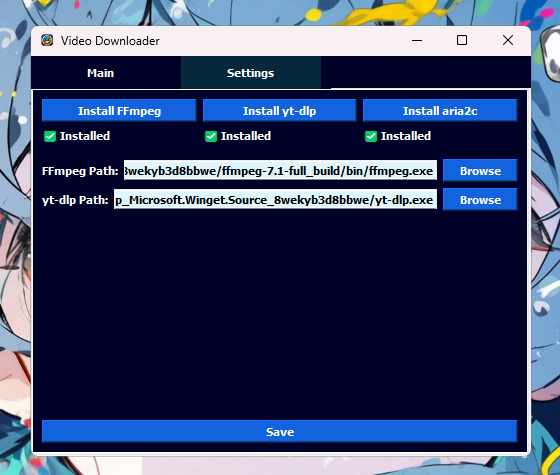 Video Downloader
Main Settings
Install FFmpeg Install yt-dlp Install aria2c
Installed Installed Installed
FFmpeg Path: 8wekyb3d8bbwe/ffmpeg-7.1-full_build/bin/ffmpeg.exe Browse
yt-dlp Path: p_Microsoft.Winget.Source_8wekyb3d8bbwe/yt-dlp.exe Browse
Save